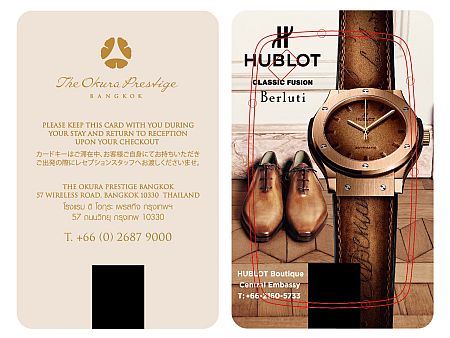 The Okura Prestige
BANGKOK
PLEASE KEEP THIS CARD WITH YOU DURING
YOUR STAY AND RETURN TO RECEPTION
UPON YOUR CHECKOUT
カードキーはご滞在中、お客様ご自身にてお持ちいただき
ご出発の際にレセプションスタッフへお渡しください。
THE OKURA PRESTIGE BANGKOK
57 WIRELESS ROAD, BANGKOK 10330 THAILAND
โรงแรม ดิ โอกุระ เพรสทีจ กรุงเทพฯ
57 ถนนวิทยุ กรุงเทพ 10330
T. +66 (0) 2687 9000
HUBLOT
CLASSIC FUSION
Berluti
HUBLOT Boutique
Central Embassy
T: +66-2160-5733